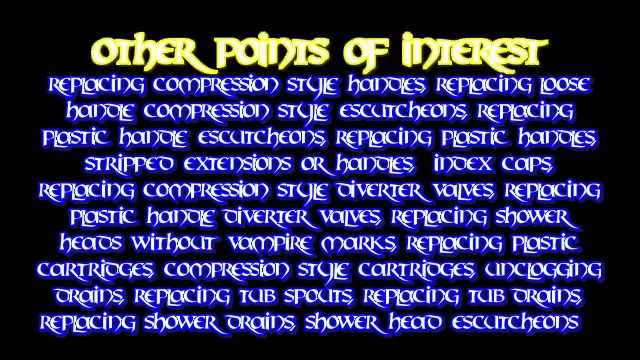 OTHER POINTS OF INTEREST
REPLACING COMPRESSION STYLE HANDLES, REPLACING LOOSE
HANDLE COMPRESSION STYLE ESCUTCHEONS, REPLACING
PLASTIC HANDLE ESCUTCHEONS, REPLACING PLASTIC HANDLES,
STRIPPED EXTENSIONS OR HANDLES, INDEX CAPS,
REPLACING COMPRESSION STYLE DIVERTER VALVES, REPLACING
PLASTIC HANDLE DIVERTER VALVES, REPLACING SHOWER
HEADS WITHOUT VAMPIRE MARKS, REPLACING PLASTIC
CARTRIDGES, COMPRESSION STYLE CARTRIDGES, UNCLOGGING
DRAINS, REPLACING TUB SPOUTS, REPLACING TUB DRAINS,
REPLACING SHOWER DRAINS, SHOWER HEAD ESCUTCHEONS